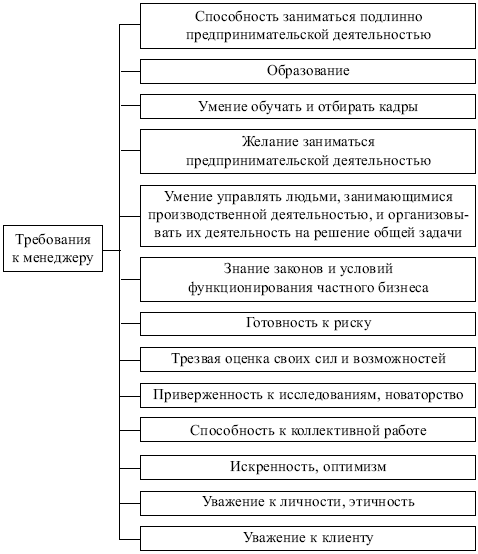 Способность заниматься подлинно
предпринимательской деятельностью
Образование
Умение обучать и отбирать кадры
Желание заниматься
предпринимательской деятельностью
Умение управлять людьми, занимающимися
производственной деятельностью, и организовы-
вать их деятельность на решение общей задачи
Требования
к менеджеру
Знание законов и условий
функционирования частного бизнеса
Готовность к риску
Трезвая оценка своих сил и возможностей
Приверженность к исследованиям, новаторство
Способность к коллективной работе
Искренность, оптимизм
Уважение к личности, этичность
Уважение к клиенту